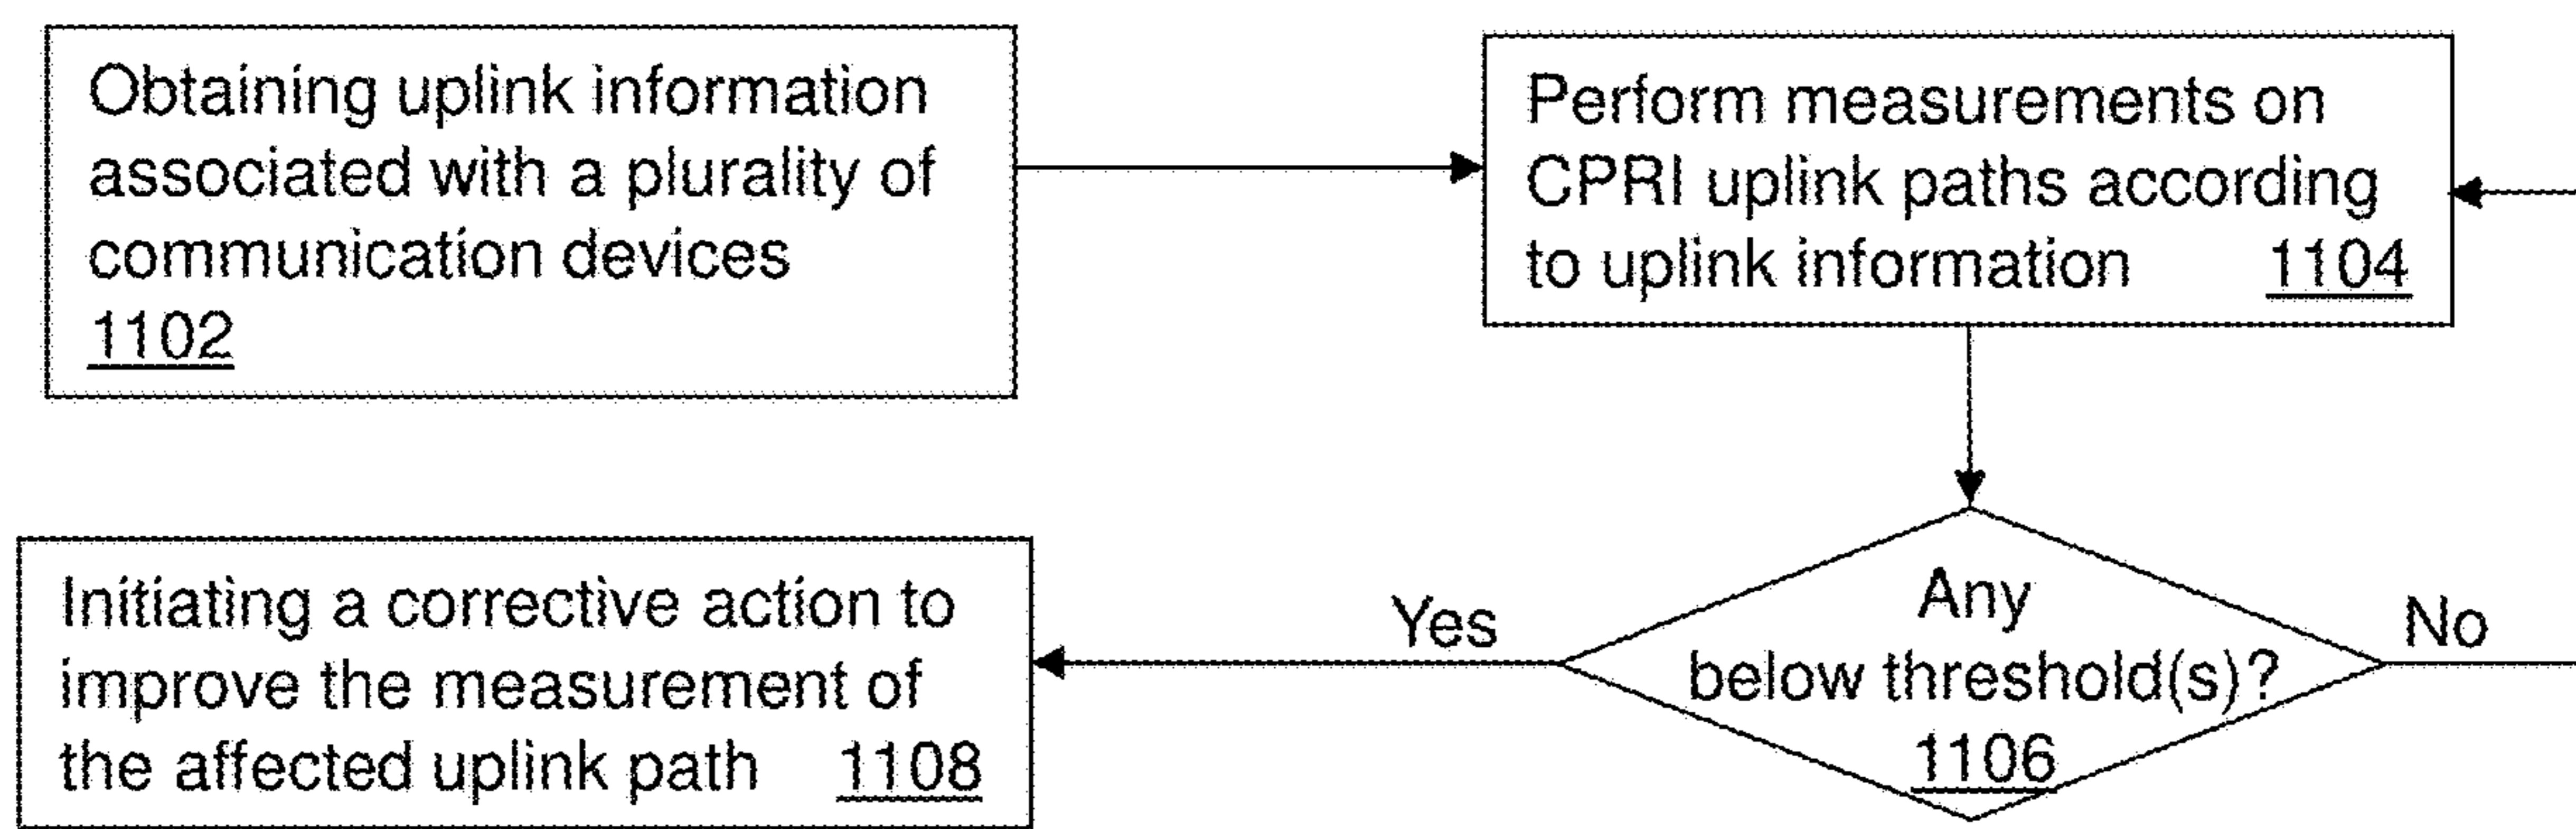 Obtaining uplink information
associated with a plurality of
communication devices
1102
Perform measurements on
CPRI uplink paths according
to uplink information 1104
Any
below threshold(s)?
1106
Yes
No
Initiating a corrective action to
improve the measurement of
the affected uplink path 1108